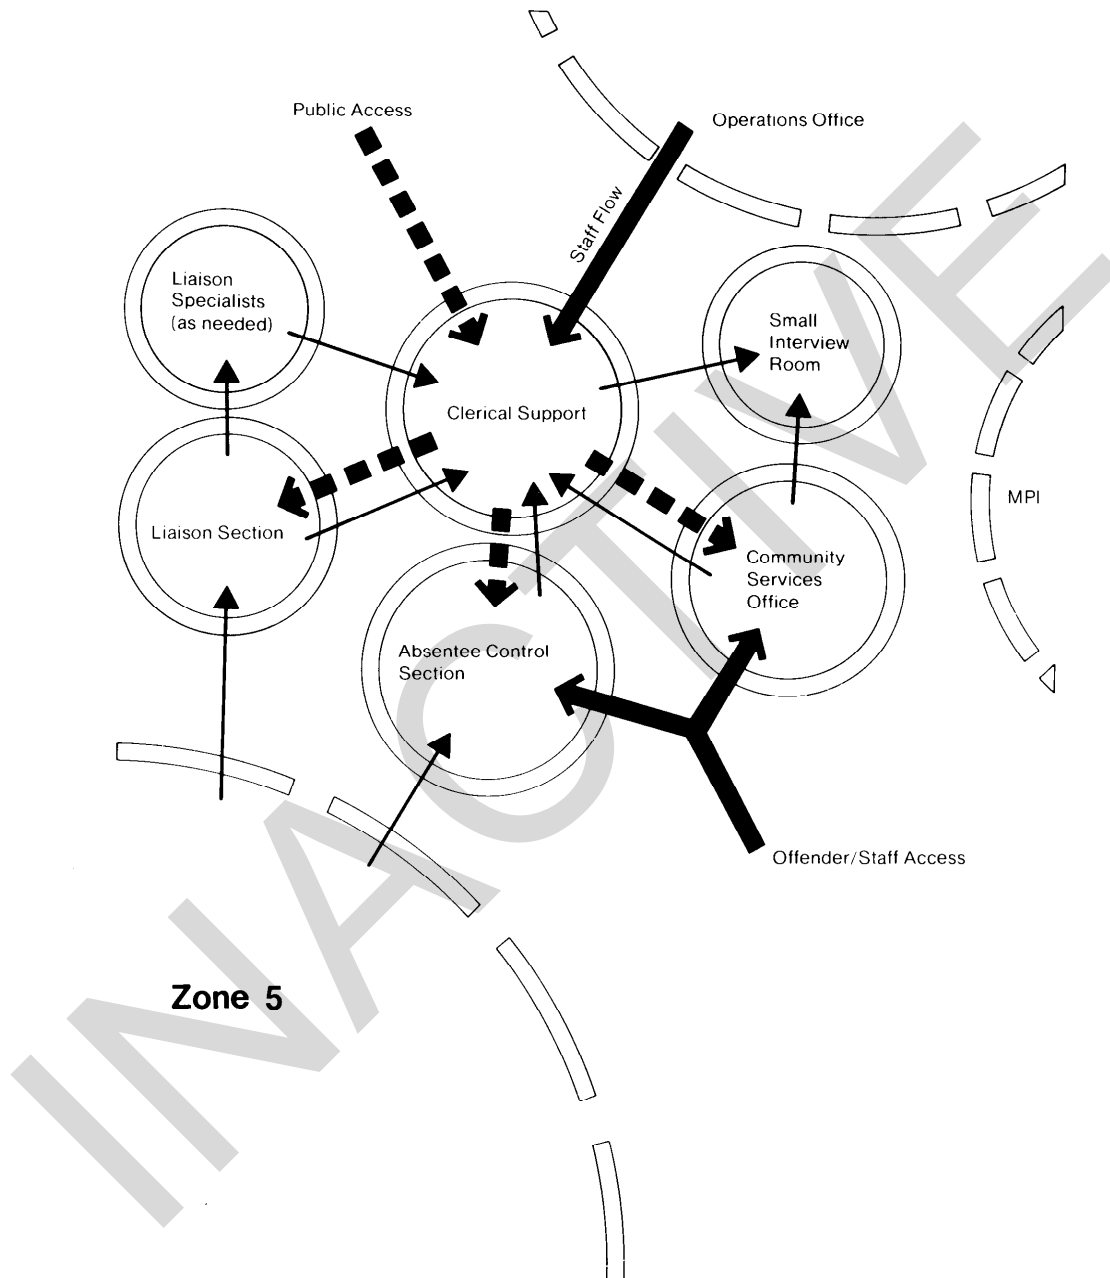 Public Access
Operations Office
Staff Flow
Liaison
Specialists
(as needed)
Small
Interview
Room
Clerical Support
MPI
Liaison Section
Community
Services
Office
Absentee Control
Section
Offender/Staff Access
Zone 5
INACTIVE